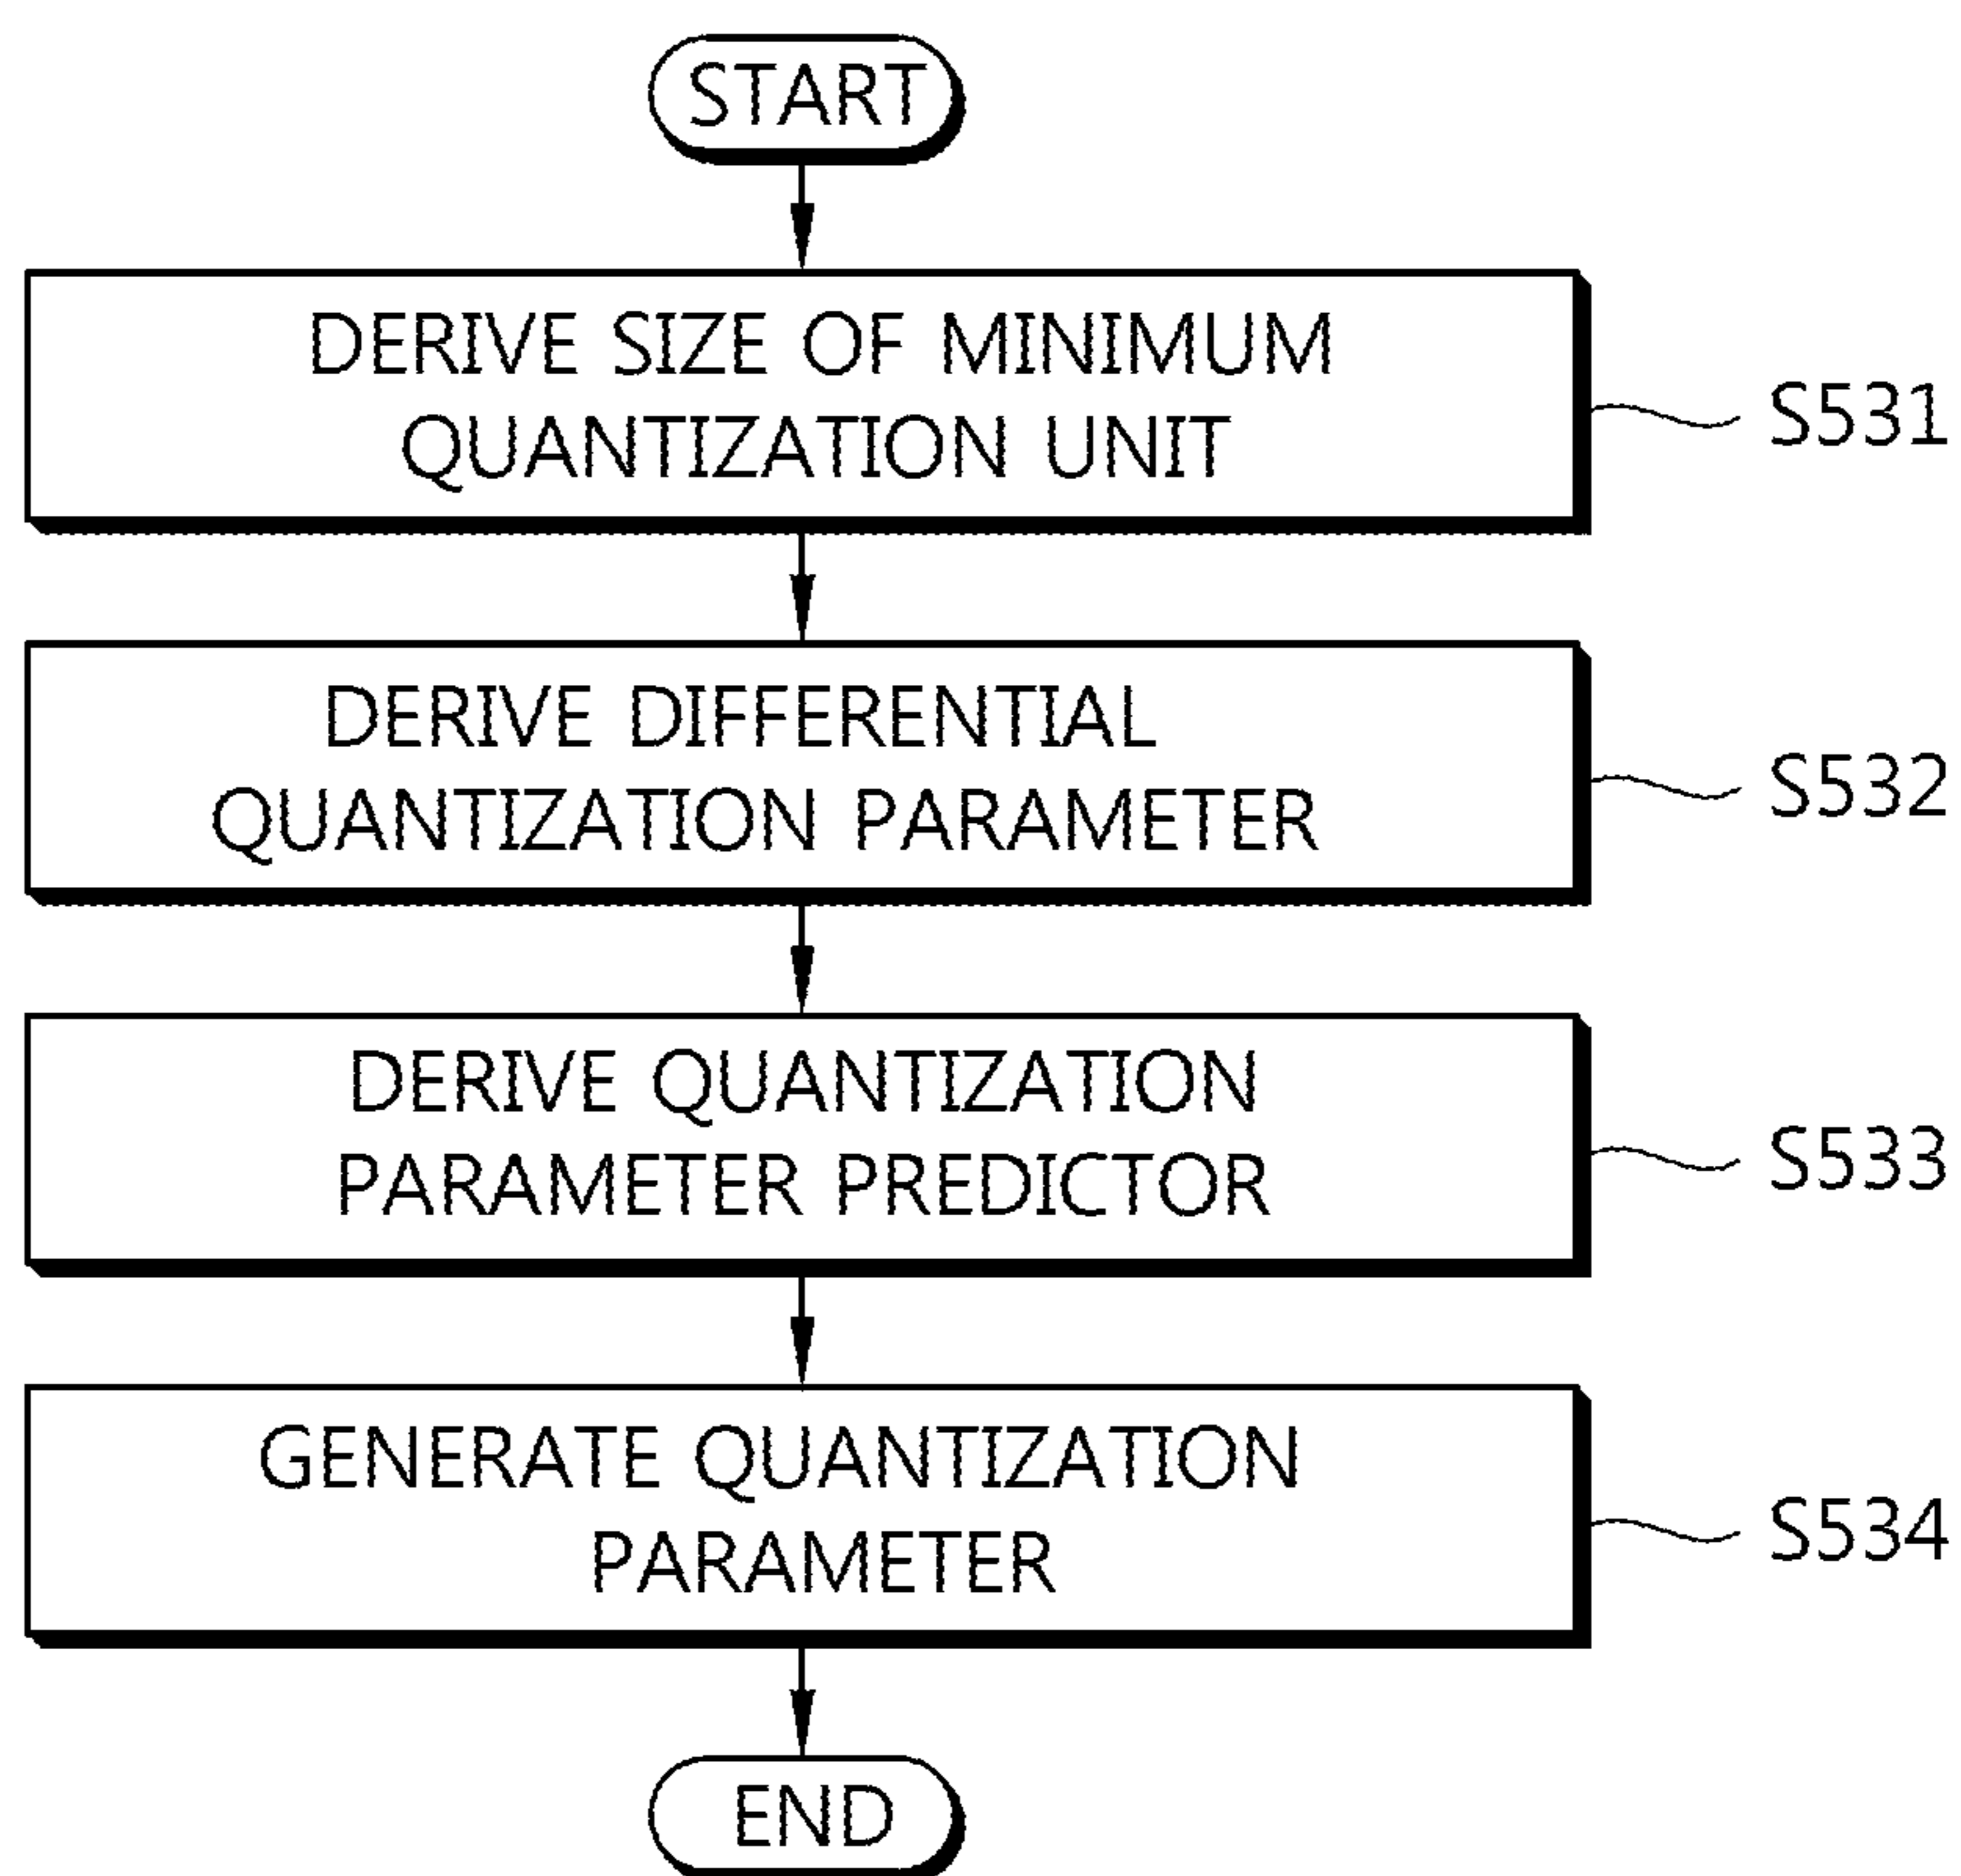 START
DERIVE SIZE OF MINIMUM
QUANTIZATION UNIT
S531
DERIVE DIFFERENTIAL
QUANTIZATION PARAMETER
S532
DERIVE QUANTIZATION
PARAMETER PREDICTOR
S533
GENERATE QUANTIZATION
PARAMETER
S534
END